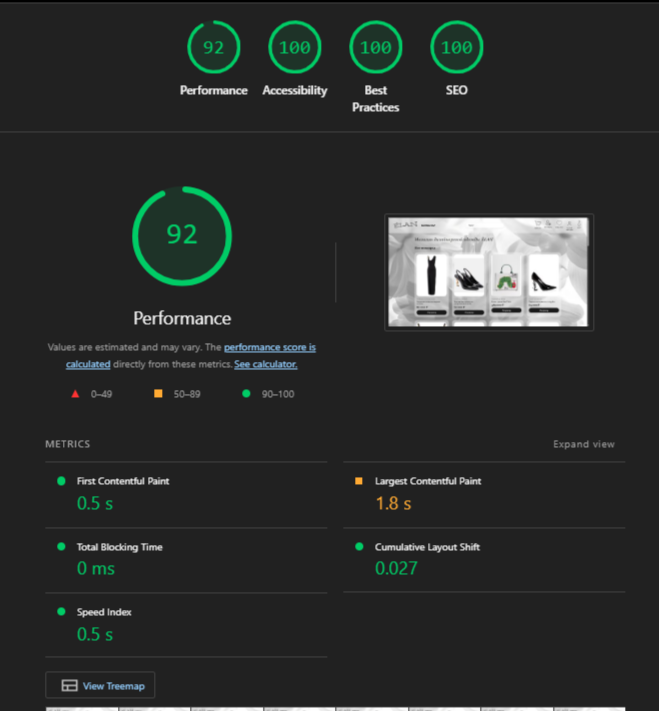 92
100
100
100
Performance
Accessibility
Best
Practices
SEO
92
Performance
Values are estimated and may vary. The performance score is
calculated directly from these metrics. See calculator.
0–49
50–89
90–100
METRICS
Expand view
First Contentful Paint
0.5 s
Largest Contentful Paint
1.8 s
Total Blocking Time
0 ms
Cumulative Layout Shift
0.027
Speed Index
0.5 s
View Treemap